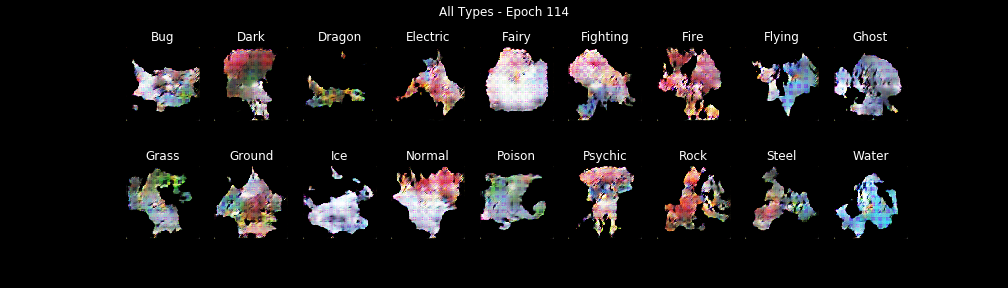 All Types - Epoch 114
Bug Dark Dragon Electric Fairy Fighting Fire Flying Ghost
Grass Ground Ice Normal Poison Psychic Rock Steel Water